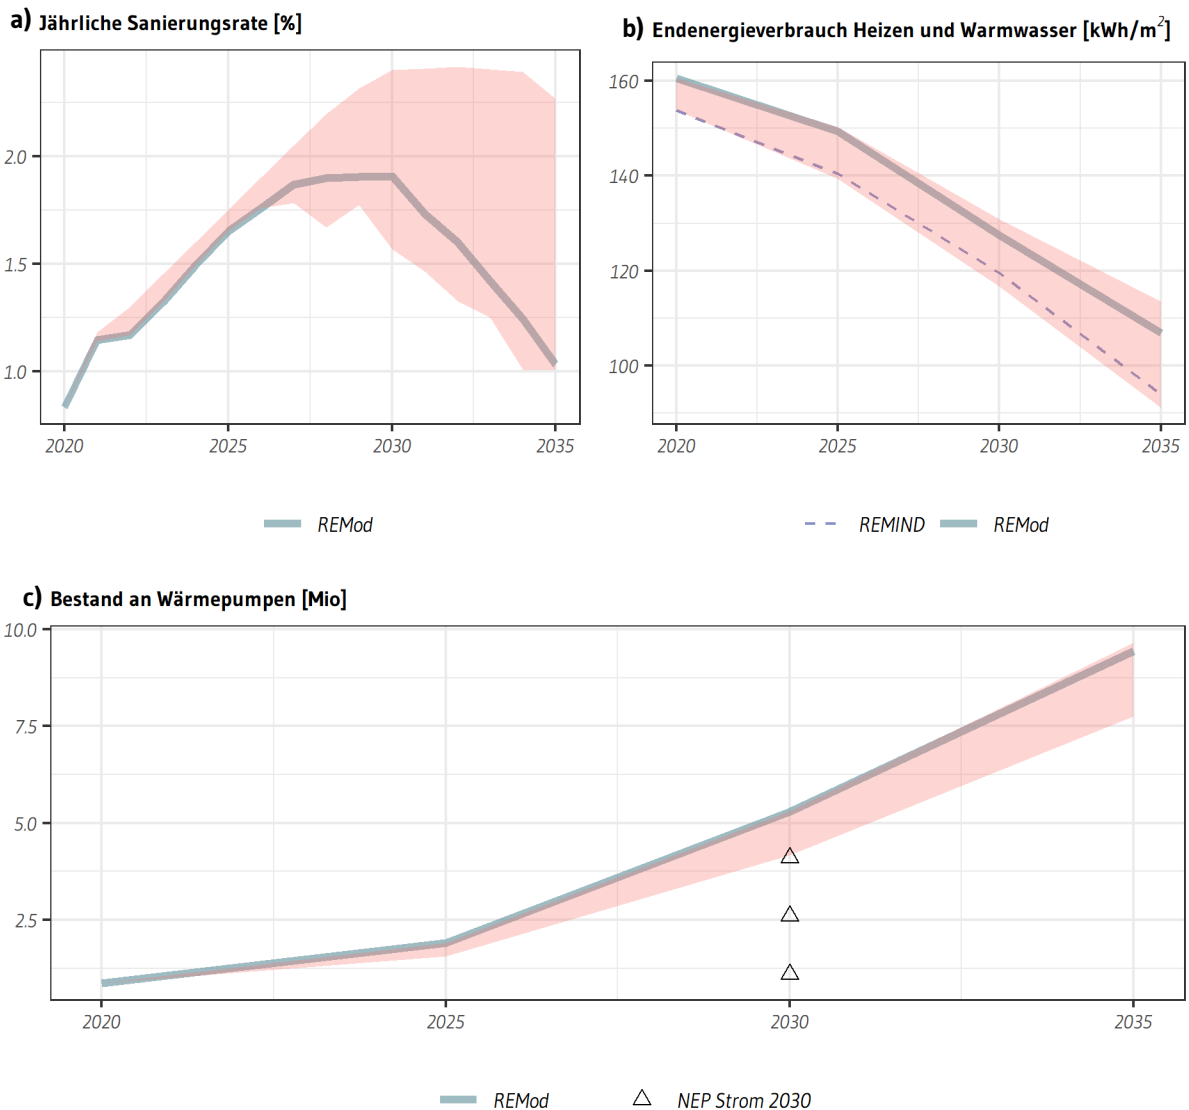 a) Jährliche Sanierungsrate [%]
2.0
1.5
1.0
2020 2025 2030 2035
REMod
b) Endenergieverbrauch Heizen und Warmwasser [kWh/m²]
160
140
120
100
2020 2025 2030 2035
REMIND REMod
c) Bestand an Wärmepumpen [Mio]
10.0
7.5
5.0
2.5
2020 2025 2030 2035
REMod NEP Strom 2030